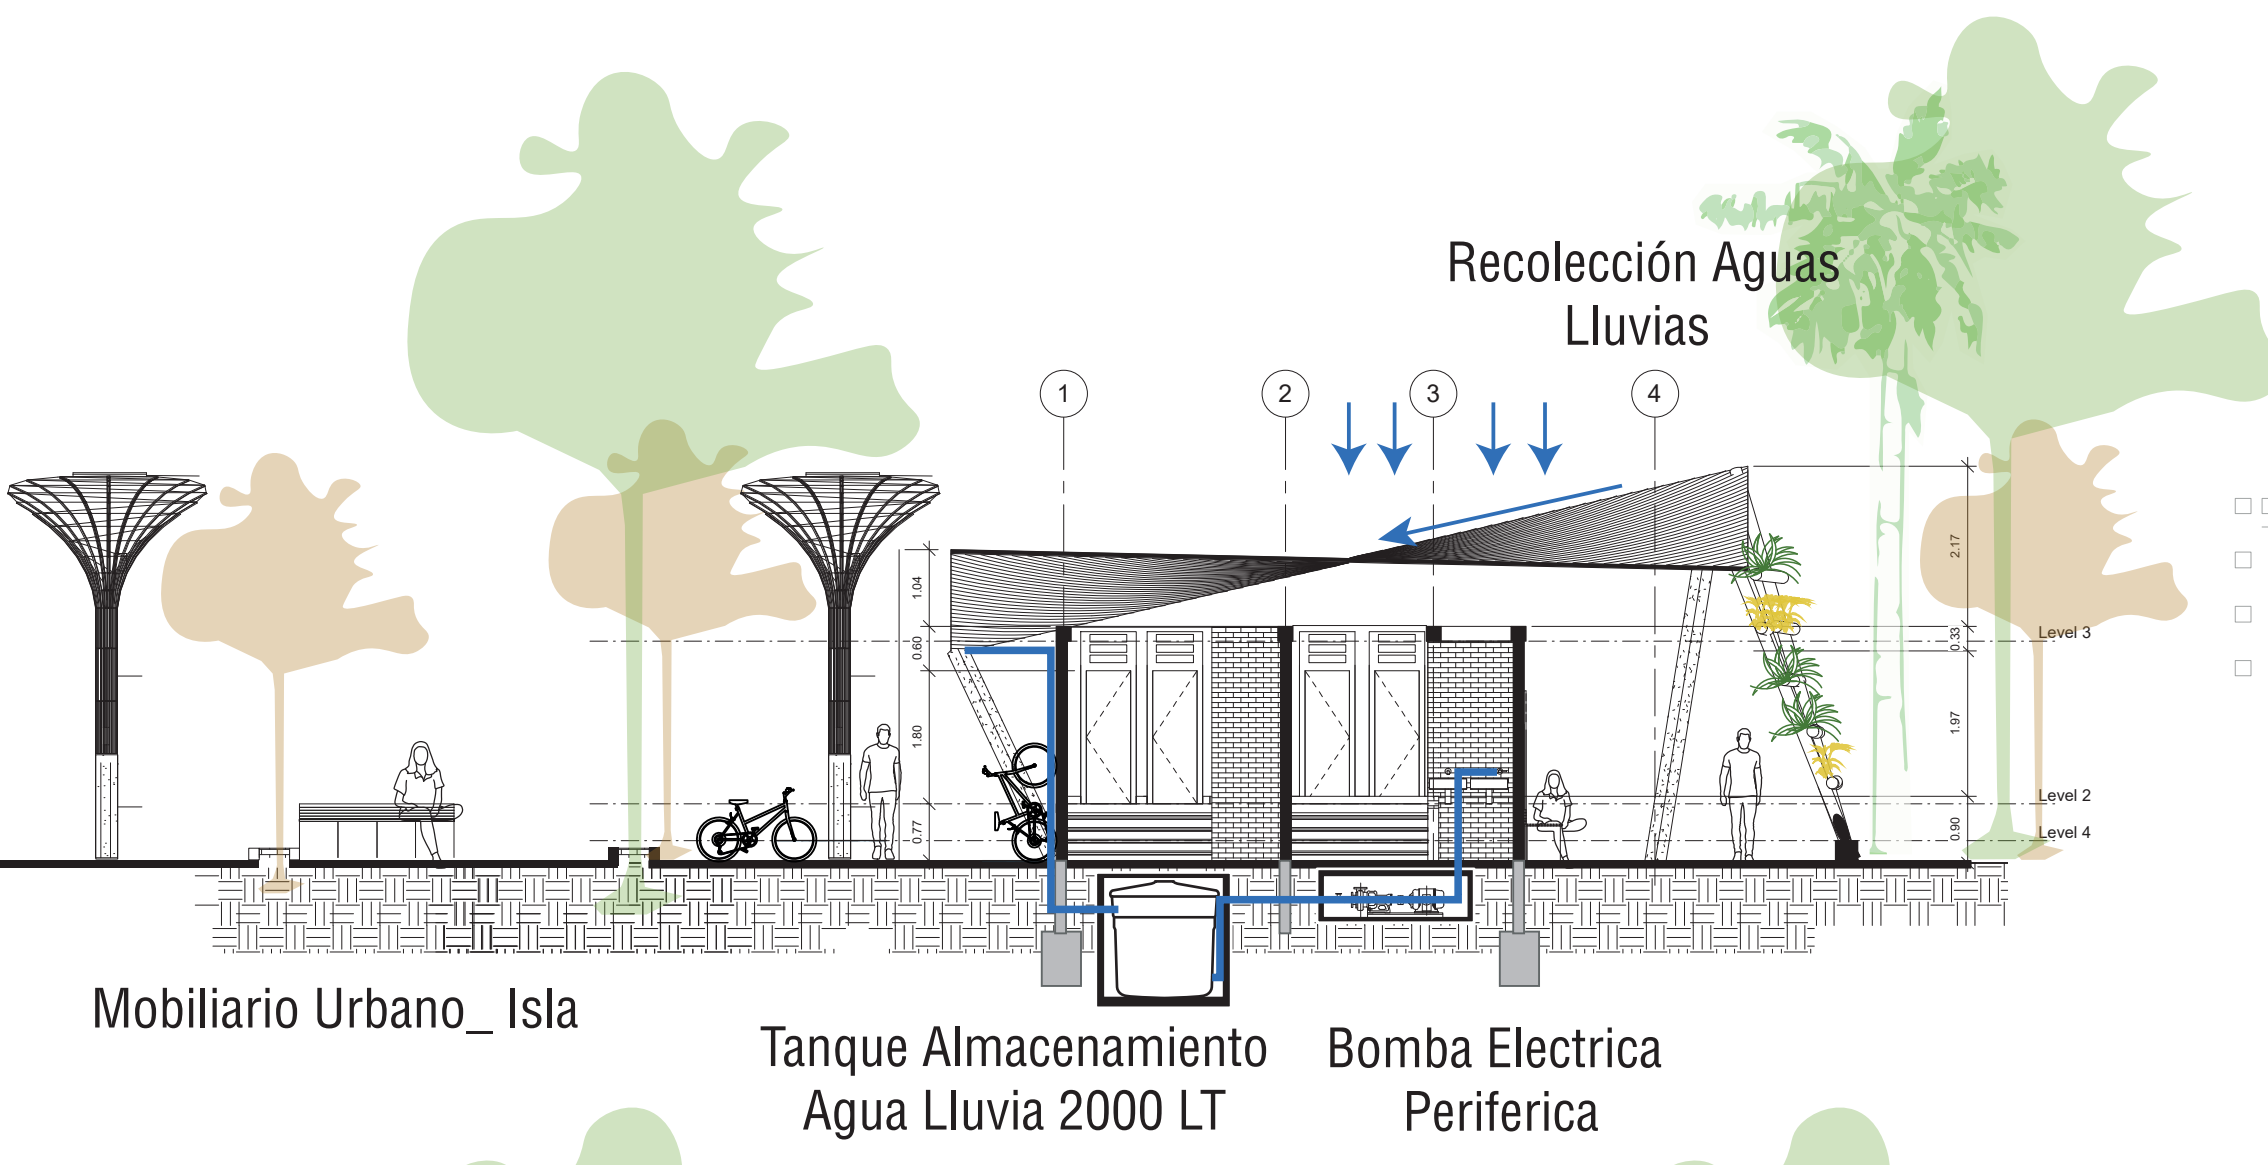 Recolección Aguas
Lluvias
1
2
3
4
1.04
0.60
1.80
0.77
2.17
0.33
1.97
0.90
Level 3
Level 2
Level 4
Mobiliario Urbano_ Isla
Tanque Almacenamiento
Agua Lluvia 2000 LT
Bomba Electrica
Periferica